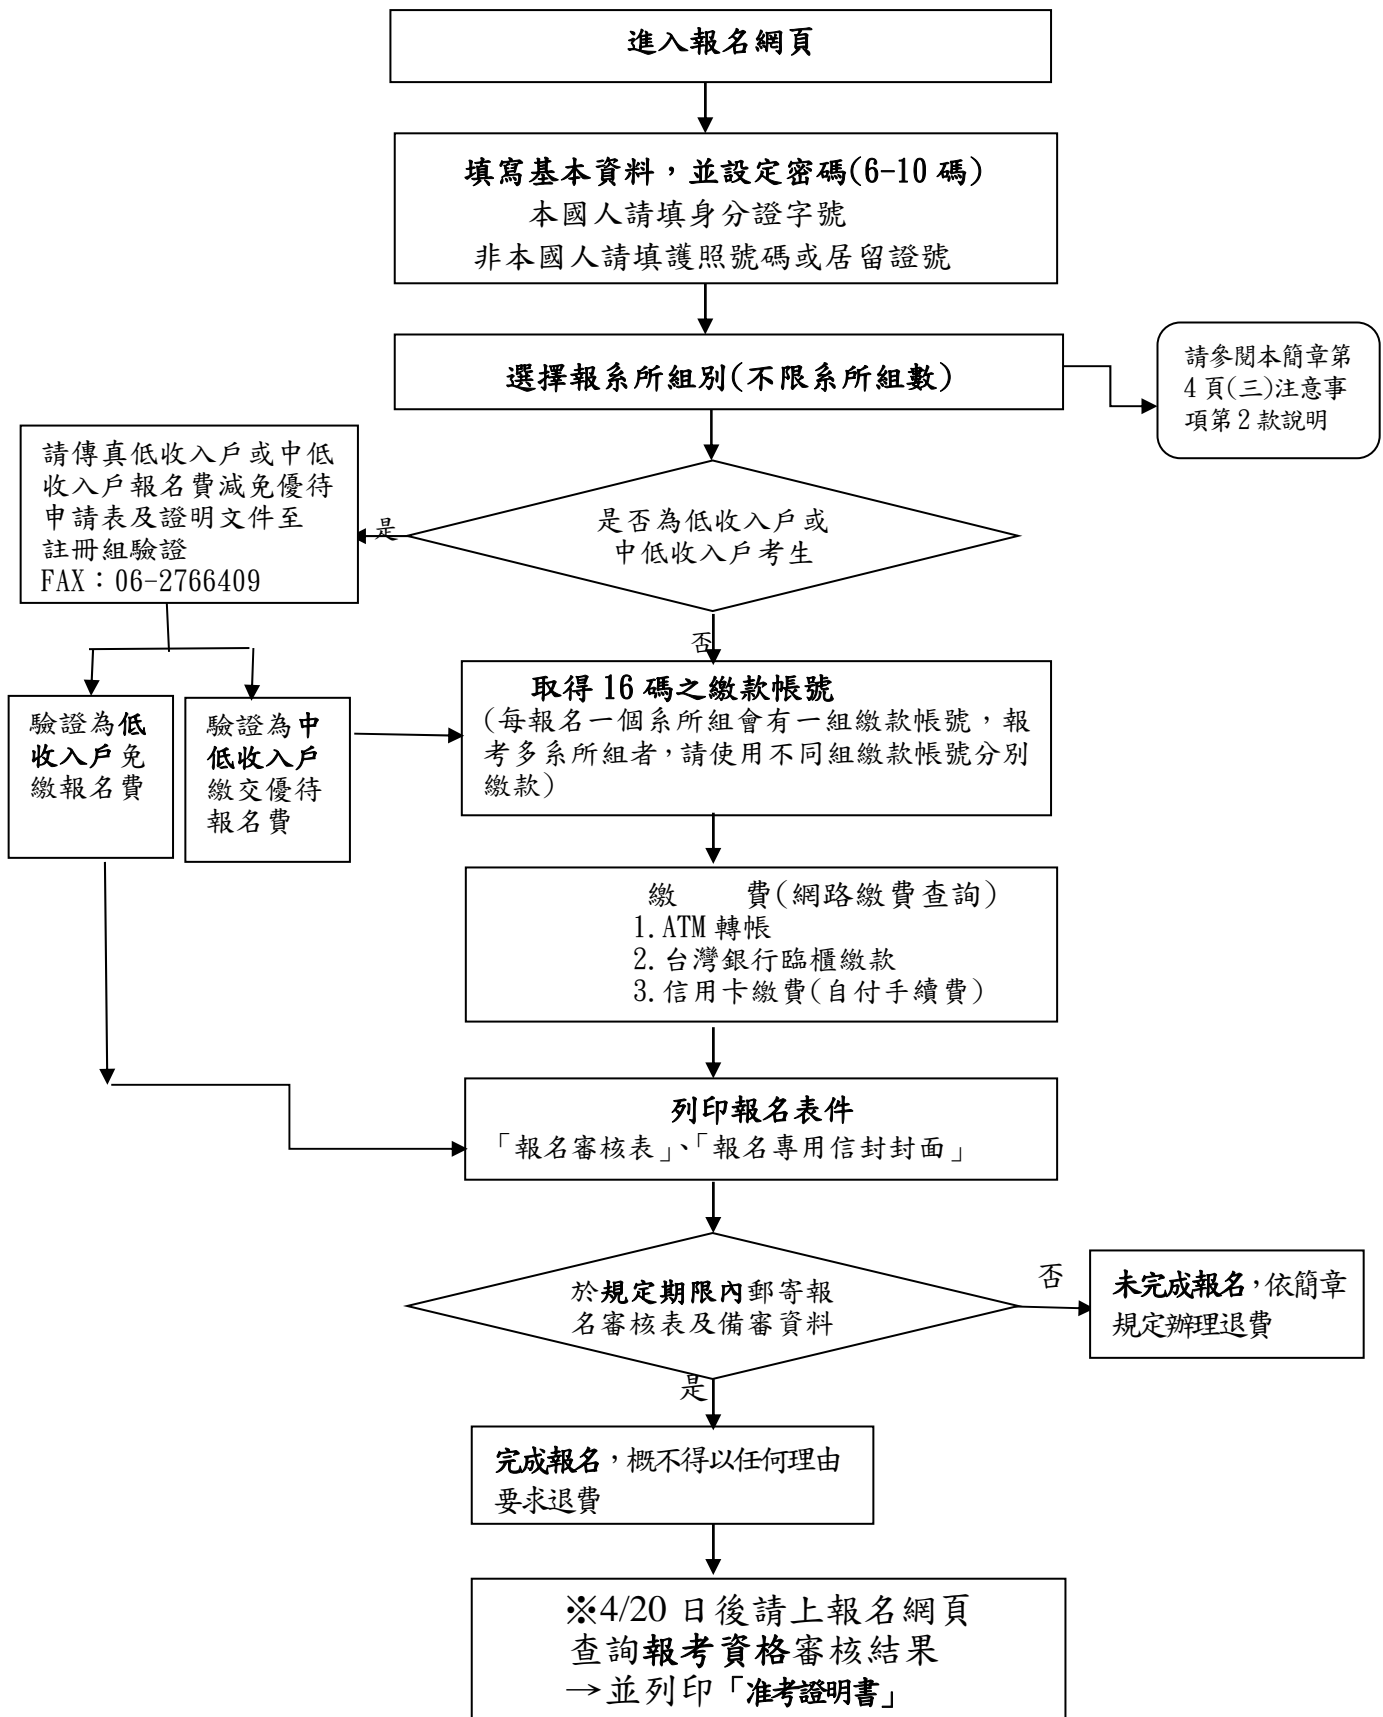 進入報名網頁
填寫基本資料，並設定密碼(6-10 碼)
本國人請填身分證字號
非本國人請填護照號碼或居留證號
選擇報系所組別(不限系所組數)
請參閱本簡章第
4 頁(三)注意事
項第 2 款說明
請傳真低收入戶或中低
收入戶報名費減免優待
申請表及證明文件至
註冊組驗證
FAX：06-2766409
是
是否為低收入戶或
中低收入戶考生
否
驗證為低
收入戶免
繳報名費
驗證為中
低收入戶
繳交優待
報名費
取得 16 碼之繳款帳號
(每報名一個系所組會有一組繳款帳號，報
考多系所組者，請使用不同組繳款帳號分別
繳款)
繳　　費(網路繳費查詢)
1. ATM 轉帳
2. 台灣銀行臨櫃繳款
3. 信用卡繳費(自付手續費)
列印報名表件
「報名審核表」、「報名專用信封封面」
於規定期限內郵寄報
名審核表及備審資料
否
未完成報名，依簡章
規定辦理退費
是
完成報名，概不得以任何理由
要求退費
※4/20 日後請上報名網頁
查詢報考資格審核結果
→並列印「准考證明書」